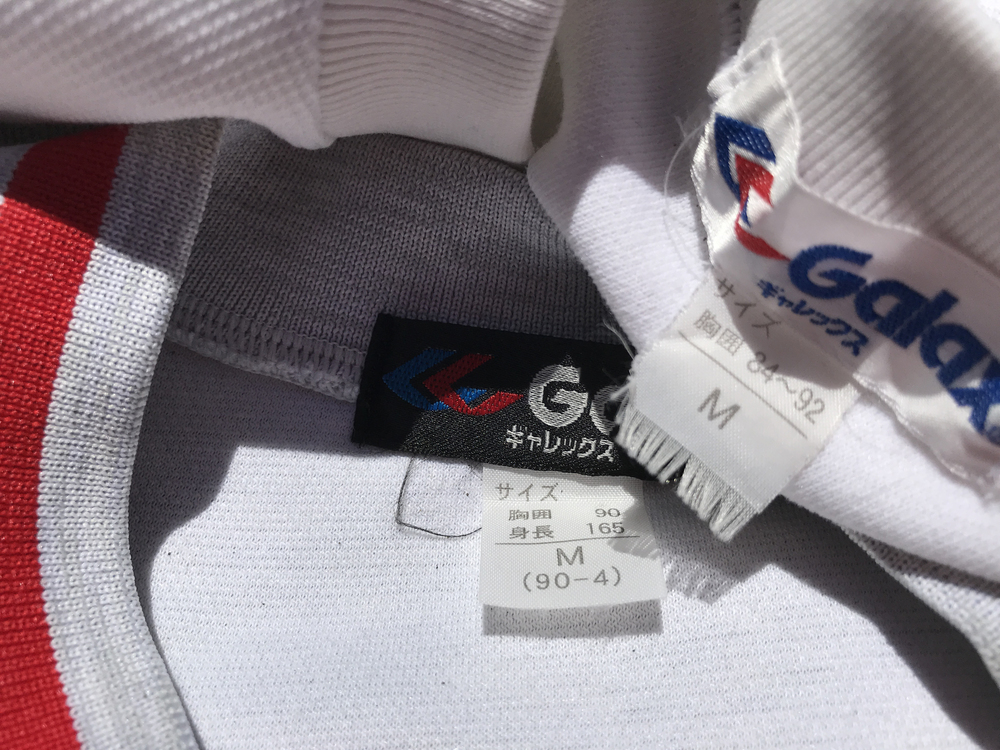 Galax
ギャレックス
サイズ
胸囲 84~92
M
G
ギャレックス
サイズ
胸囲 90
身長 165
M
(90-4)